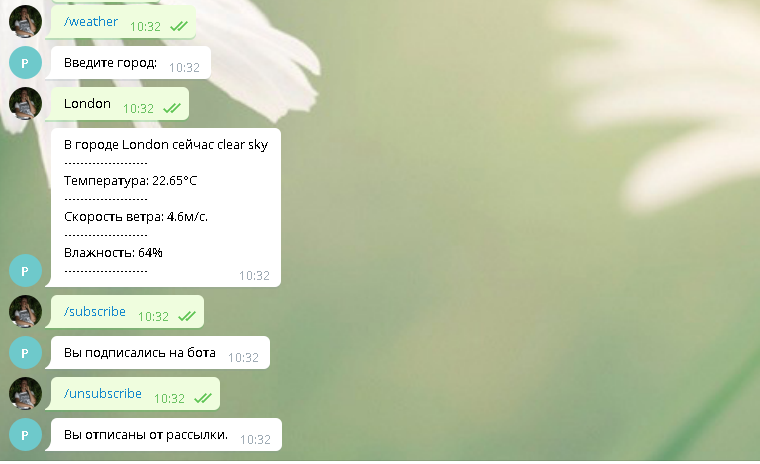 /weather 10:32
P
Введите город: 10:32
London 10:32
В городе London сейчас clear sky
---------------------
Температура: 22.65°C
---------------------
Скорость ветра: 4.6м/с.
---------------------
Влажность: 64%
---------------------
P
10:32
/subscribe 10:32
P
Вы подписались на бота 10:32
/unsubscribe 10:32
P
Вы отписаны от рассылки. 10:32